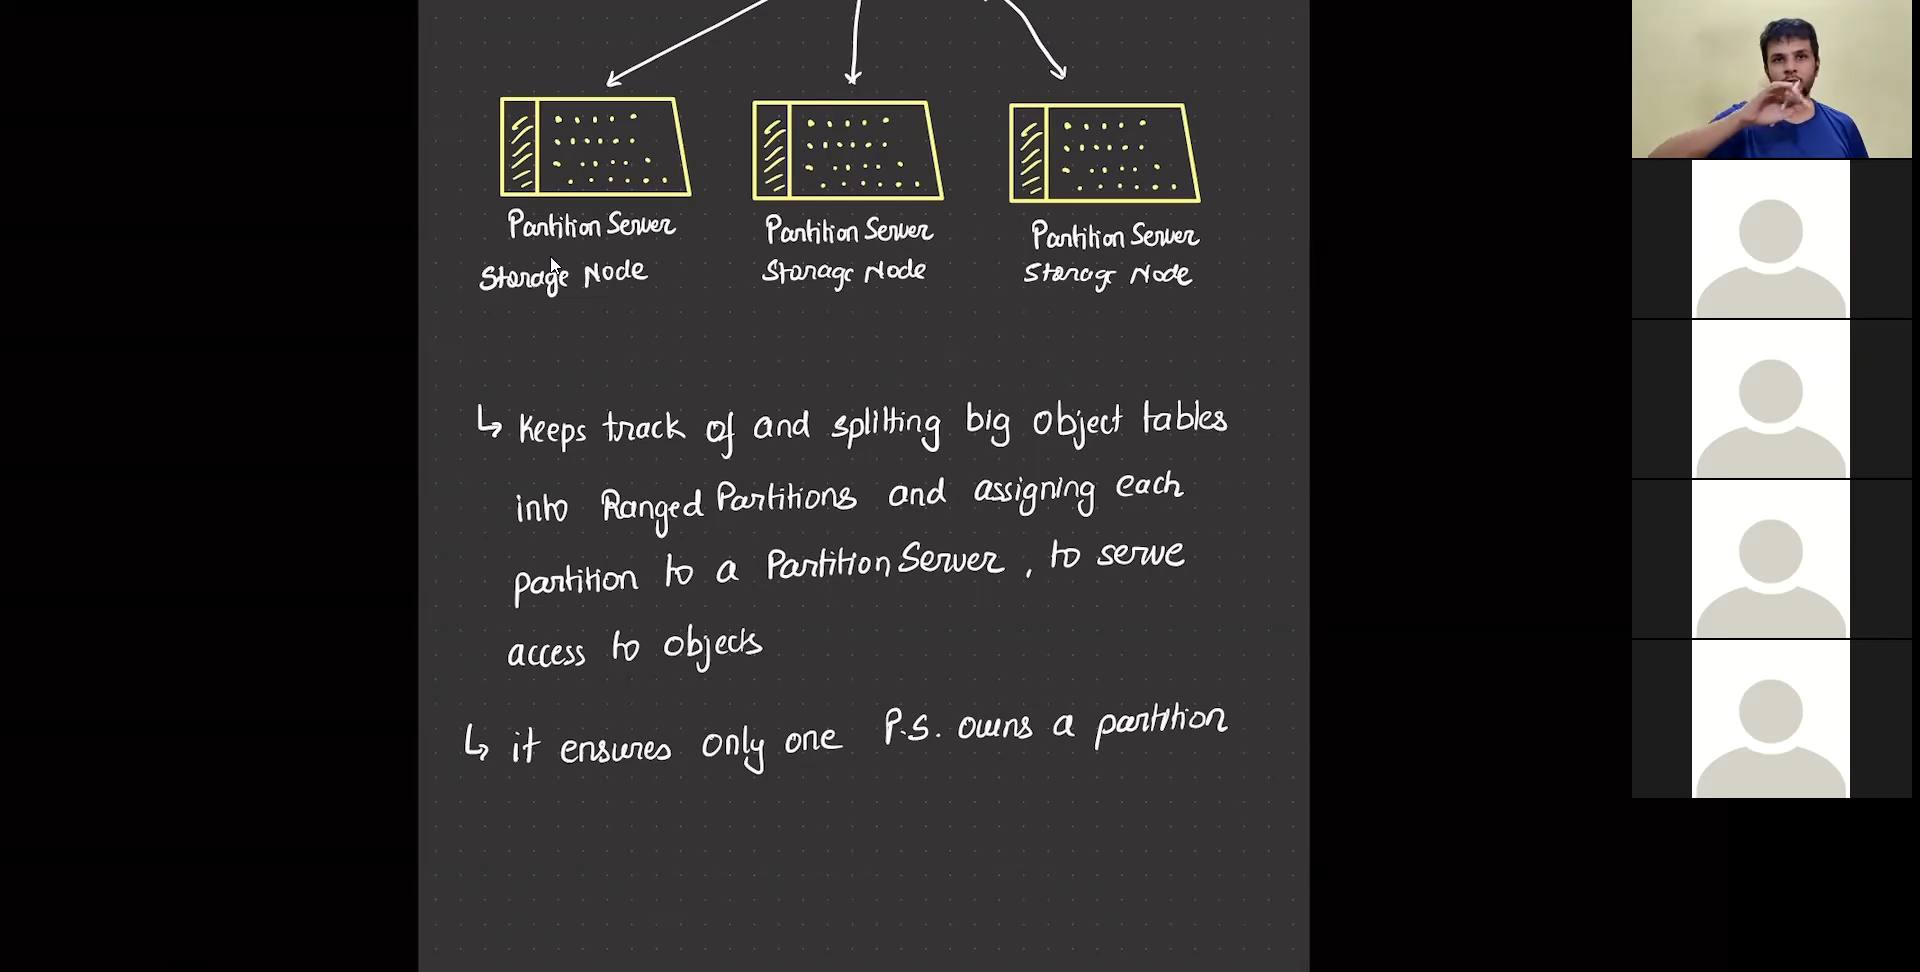 Partition Server Partition Server Partition Server
Storage Node Storage Node Storage Node
↳ Keeps track of and splitting big Object tables
into Ranged Partitions and assigning each
partition to a Partition Server, to serve
access to objects
↳ it ensures only one P.S. owns a partition